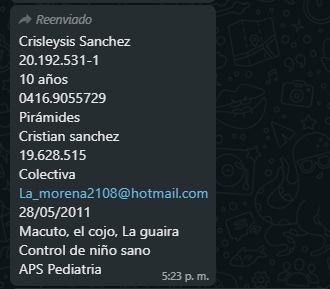 Reenviado
Crisleysis Sanchez
20.192.531-1
10 años
0416.9055729
Pirámides
Cristian sanchez
19.628.515
Colectiva
La_morena2108@hotmail.com
28/05/2011
Macuto, el cojo, La guaira
Control de niño sano
APS Pediatria
5:23 p. m.